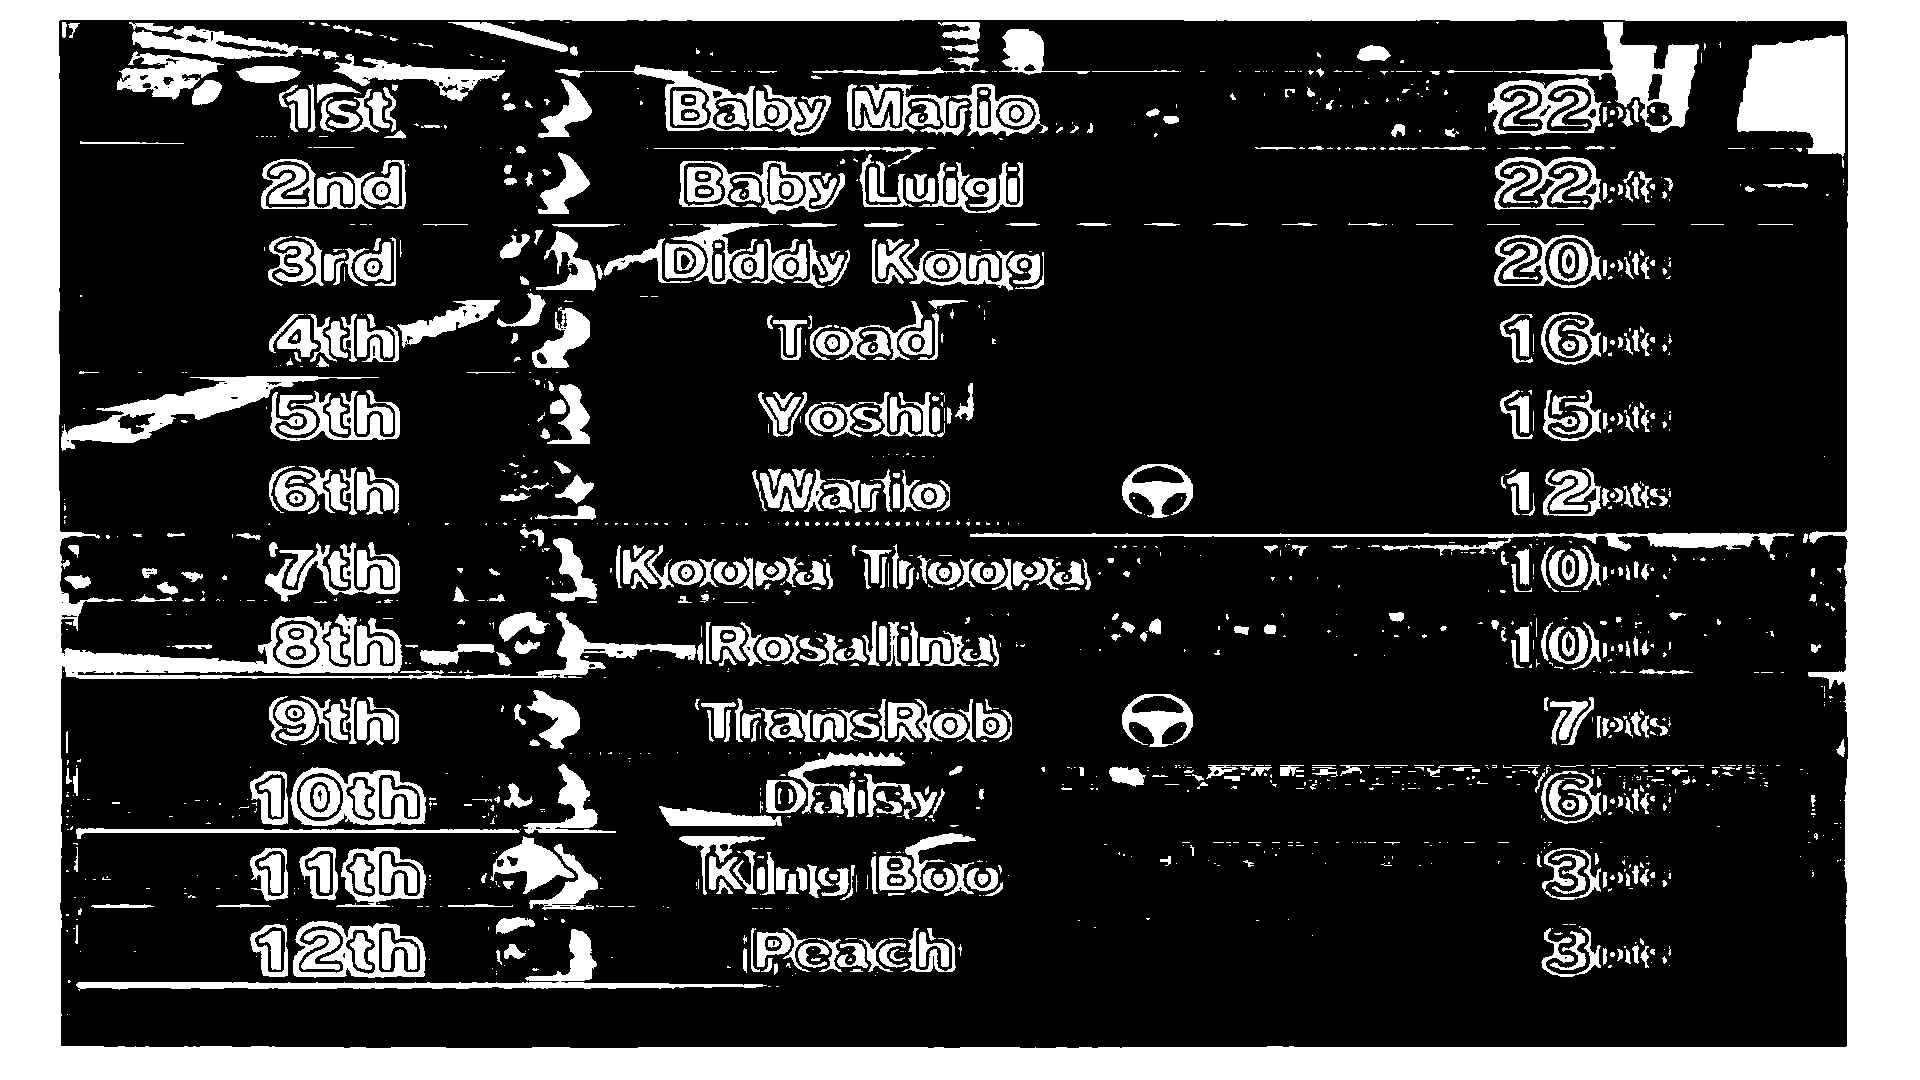 1st Baby Mario 22pts
2nd Baby Luigi 22pts
3rd Diddy Kong 20pts
4th Toad 16pts
5th Yoshi 15pts
6th Wario 12pts
7th Koopa Troopa 10pts
8th Rosalina 10pts
9th TransRob 7pts
10th Daisy 6pts
11th King Boo 3pts
12th Peach 3pts